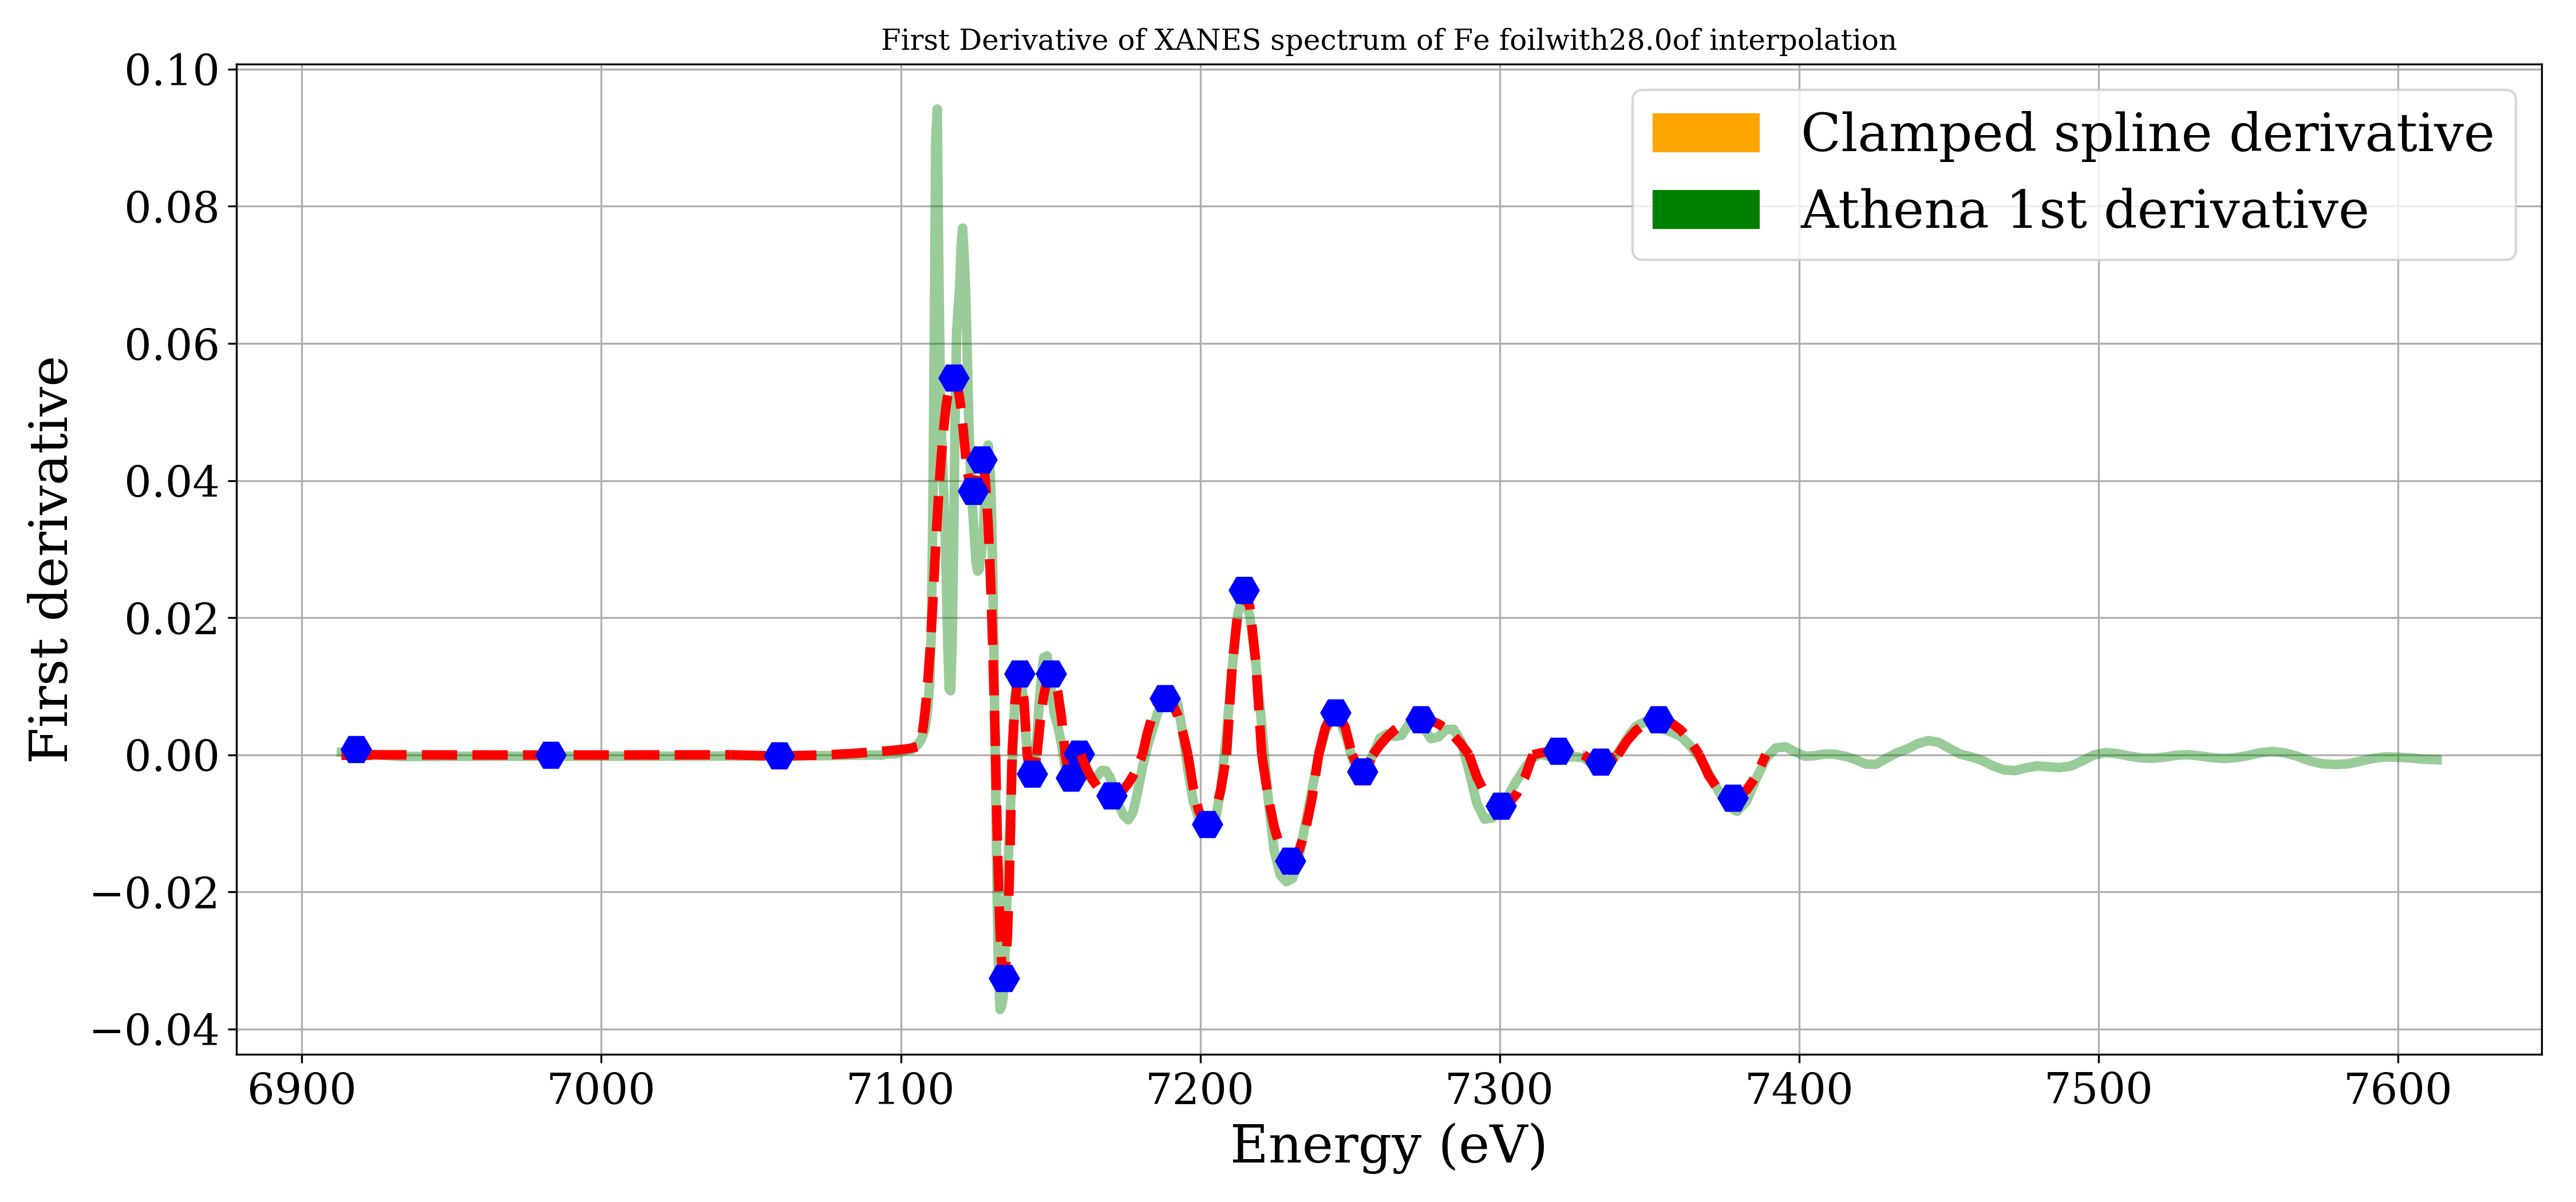 First Derivative of XANES spectrum of Fe foilwith28.0of interpolation
0.10
0.08
0.06
0.04
0.02
0.00
−0.02
−0.04
First derivative
Clamped spline derivative
Athena 1st derivative
6900 7000 7100 7200 7300 7400 7500 7600
Energy (eV)